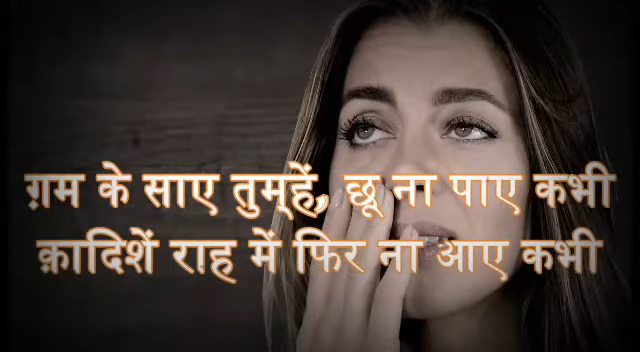 ग़म के साए तुम्हें, छू ना पाए कभी
क़ादिशें राह में फिर ना आए कभी